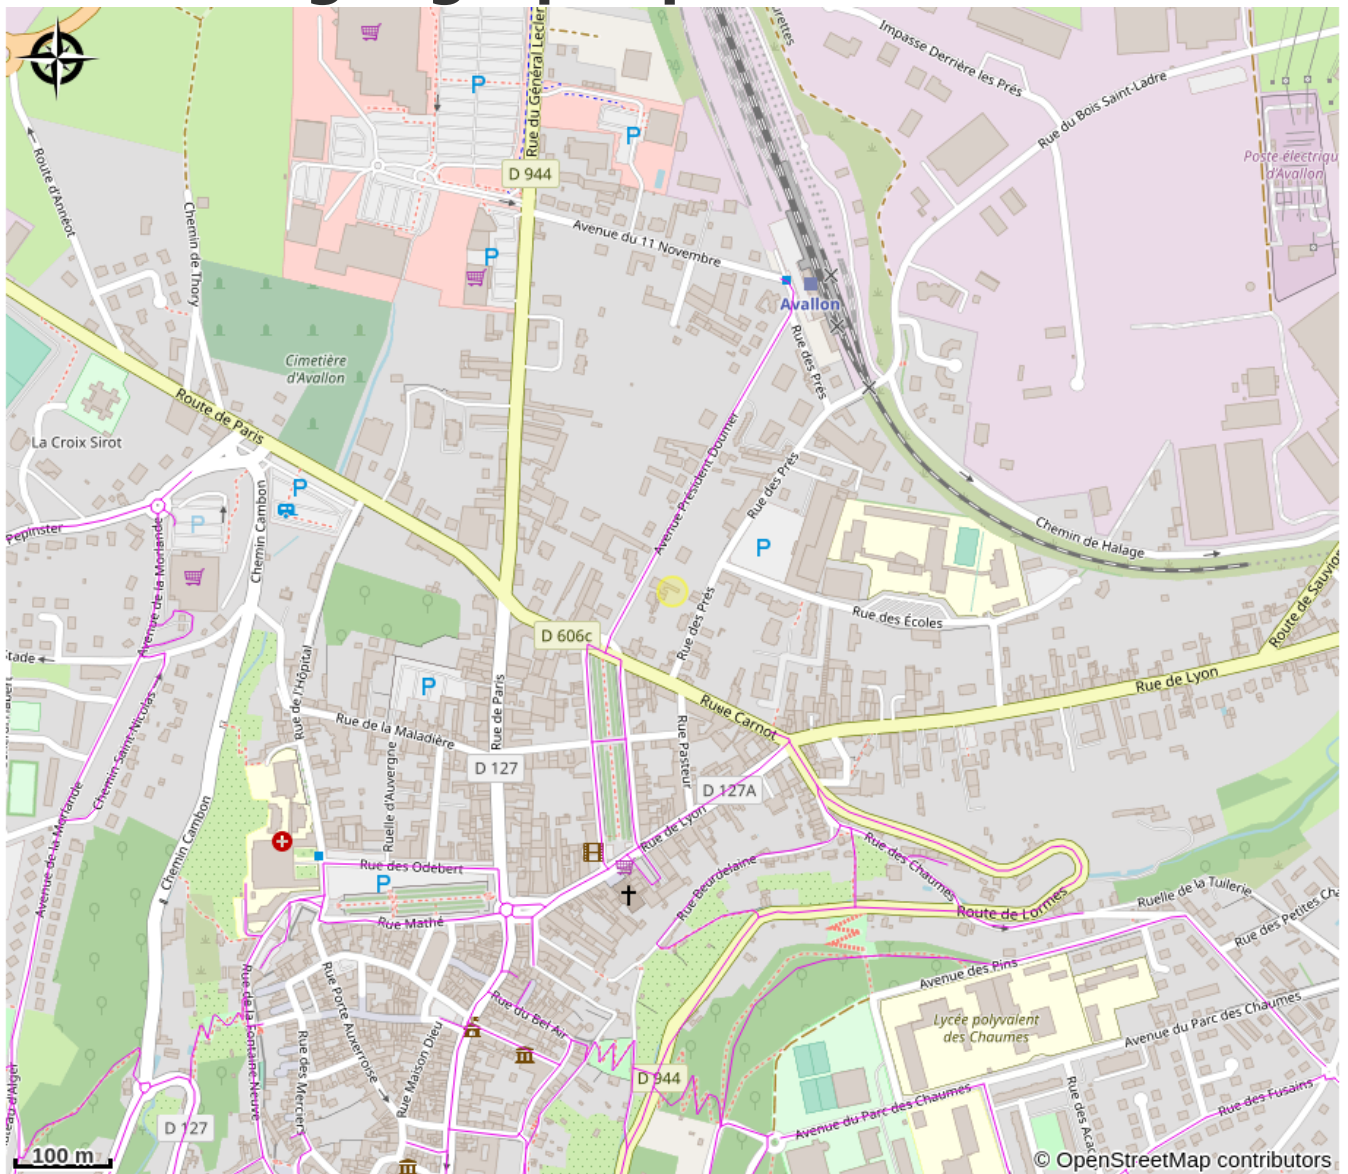 Rue du Général Lecler
Impasse Derrière les Prés
Rue du Bois Saint-Ladre
Poste électriqu
d'Avallon
Route d'Annéot
Chemin de Thory
D 944
Avenue du 11 Novembre
Avallon
Rue des Prés
Cimetière
d'Avallon
Route de Paris
La Croix Sirot
Avenue Président Doumer
Rue des Prés
Pepinster
Chemin Cambon
Avenue de la Morlande
P
P
P
P
P
P
P
P
Chemin de Halage
Route de Sauvign
Rue des Écoles
Rue des Prés
D 606c
Stade
Rue de l'Hôpital
Rue de Paris
Rue de Lyon
Rue Carnot
Rue de la Maladière
Chemin Saint-Nicolas
Ruelle d'Auvergne
Rue Pasteur
D 127
D 127A
Rue de Lyon
Avenue de la Morlande
Chemin Cambon
Rue des Odebert
Rue Beurdelaine
Rue des Chaumes
Route de Lormes
Ruelle de la Tuilerie
Rue des Petites Cha
Rue Mathé
Avenue des Pins
Rue Porte Auxerroise
Rue de la Fontaine Neuve
Rue du Bel Air
Lycée polyvalent
des Chaumes
Avenue du Parc des Chaumes
Rue des Merciers
Rue Maison Dieu
D 944
Avenue du Parc des Chaumes
Rue des Acac
Rue des Fusains
D 127
100 m
© OpenStreetMap contributors